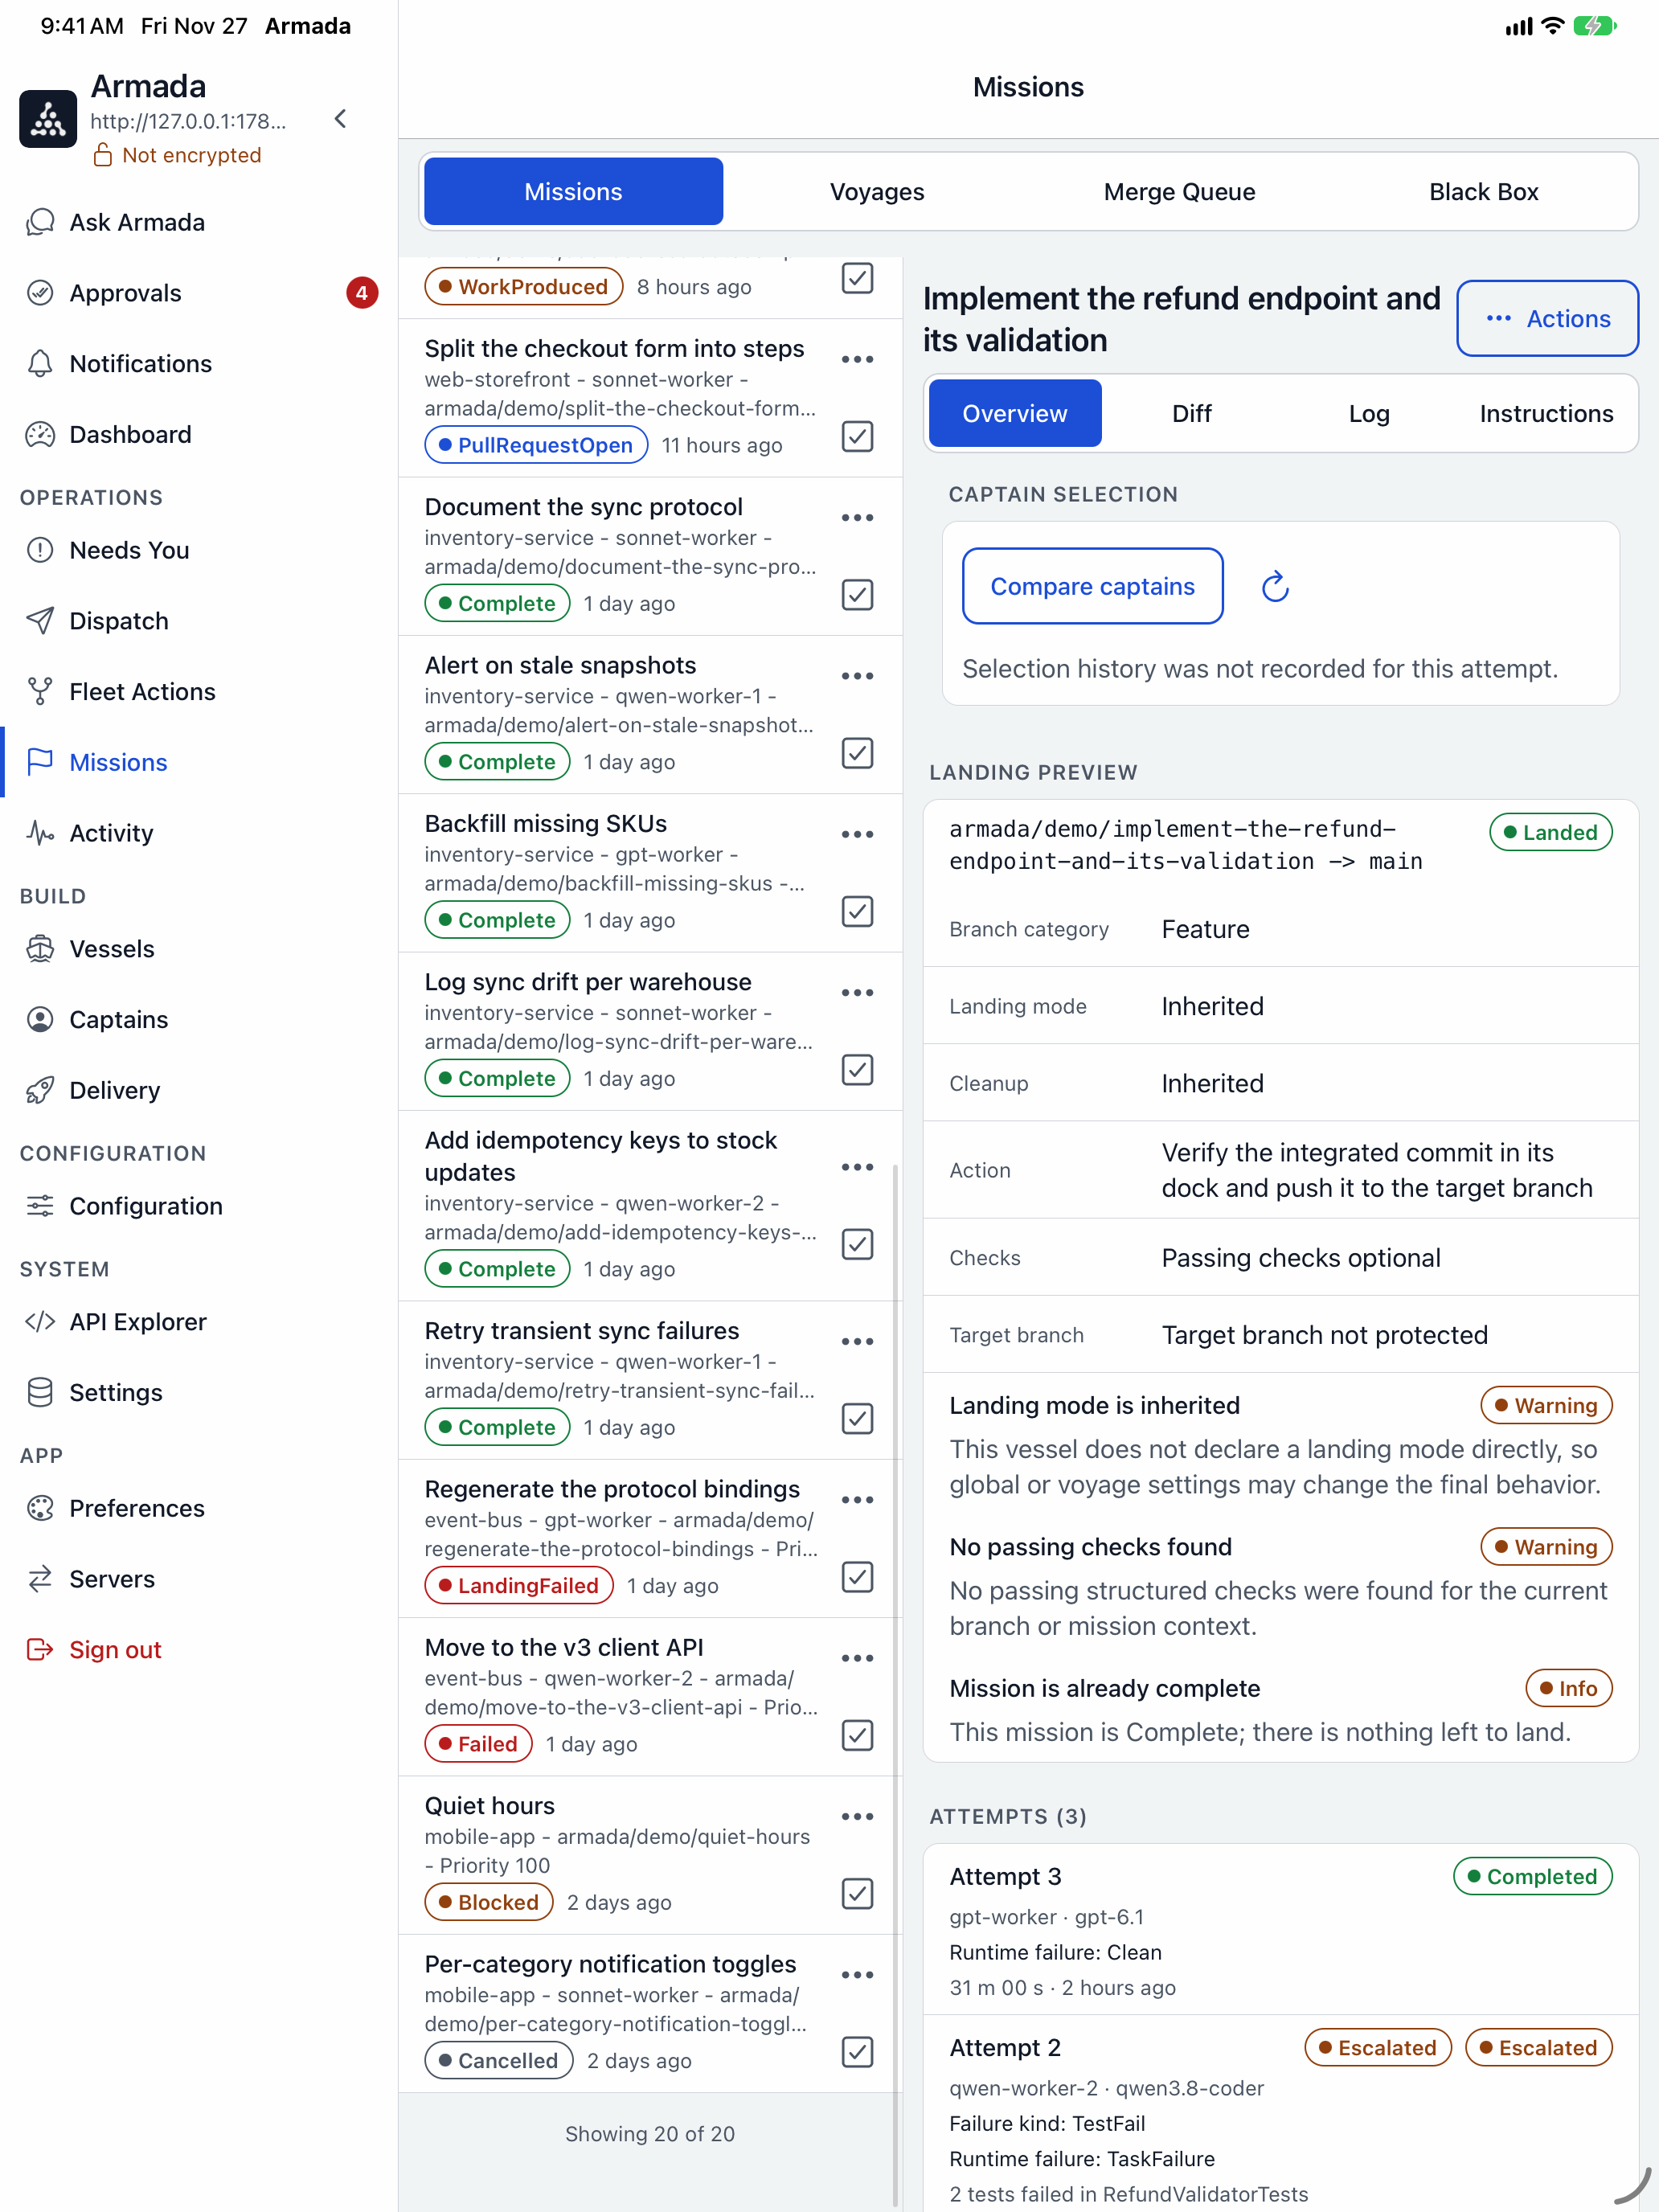 9:41 AM Fri Nov 27 Armada
Armada
http://127.0.0.1:178...
Not encrypted
Ask Armada
Approvals
4
Notifications
Dashboard
OPERATIONS
Needs You
Dispatch
Fleet Actions
Missions
Activity
BUILD
Vessels
Captains
Delivery
CONFIGURATION
Configuration
SYSTEM
API Explorer
Settings
APP
Preferences
Servers
Sign out
Missions
Missions
Voyages
Merge Queue
Black Box
WorkProduced 8 hours ago
Split the checkout form into steps
web-storefront - sonnet-worker -
armada/demo/split-the-checkout-form...
PullRequestOpen 11 hours ago
Document the sync protocol
inventory-service - sonnet-worker -
armada/demo/document-the-sync-pro...
Complete 1 day ago
Alert on stale snapshots
inventory-service - qwen-worker-1 -
armada/demo/alert-on-stale-snapshot...
Complete 1 day ago
Backfill missing SKUs
inventory-service - gpt-worker -
armada/demo/backfill-missing-skus -...
Complete 1 day ago
Log sync drift per warehouse
inventory-service - sonnet-worker -
armada/demo/log-sync-drift-per-ware...
Complete 1 day ago
Add idempotency keys to stock
updates
inventory-service - qwen-worker-2 -
armada/demo/add-idempotency-keys-...
Complete 1 day ago
Retry transient sync failures
inventory-service - qwen-worker-1 -
armada/demo/retry-transient-sync-fail...
Complete 1 day ago
Regenerate the protocol bindings
event-bus - gpt-worker - armada/demo/
regenerate-the-protocol-bindings - Pri...
LandingFailed 1 day ago
Move to the v3 client API
event-bus - qwen-worker-2 - armada/
demo/move-to-the-v3-client-api - Prio...
Failed 1 day ago
Quiet hours
mobile-app - armada/demo/quiet-hours
- Priority 100
Blocked 2 days ago
Per-category notification toggles
mobile-app - sonnet-worker - armada/
demo/per-category-notification-toggl...
Cancelled 2 days ago
Showing 20 of 20
Implement the refund endpoint and
its validation
Actions
Overview
Diff
Log
Instructions
CAPTAIN SELECTION
Compare captains
Selection history was not recorded for this attempt.
LANDING PREVIEW
armada/demo/implement-the-refund-
endpoint-and-its-validation -> main
Landed
Branch category Feature
Landing mode Inherited
Cleanup Inherited
Action Verify the integrated commit in its
dock and push it to the target branch
Checks Passing checks optional
Target branch Target branch not protected
Landing mode is inherited Warning
This vessel does not declare a landing mode directly, so
global or voyage settings may change the final behavior.
No passing checks found Warning
No passing structured checks were found for the current
branch or mission context.
Mission is already complete Info
This mission is Complete; there is nothing left to land.
ATTEMPTS (3)
Attempt 3 Completed
gpt-worker · gpt-6.1
Runtime failure: Clean
31 m 00 s · 2 hours ago
Attempt 2 Escalated Escalated
qwen-worker-2 · qwen3.8-coder
Failure kind: TestFail
Runtime failure: TaskFailure
2 tests failed in RefundValidatorTests